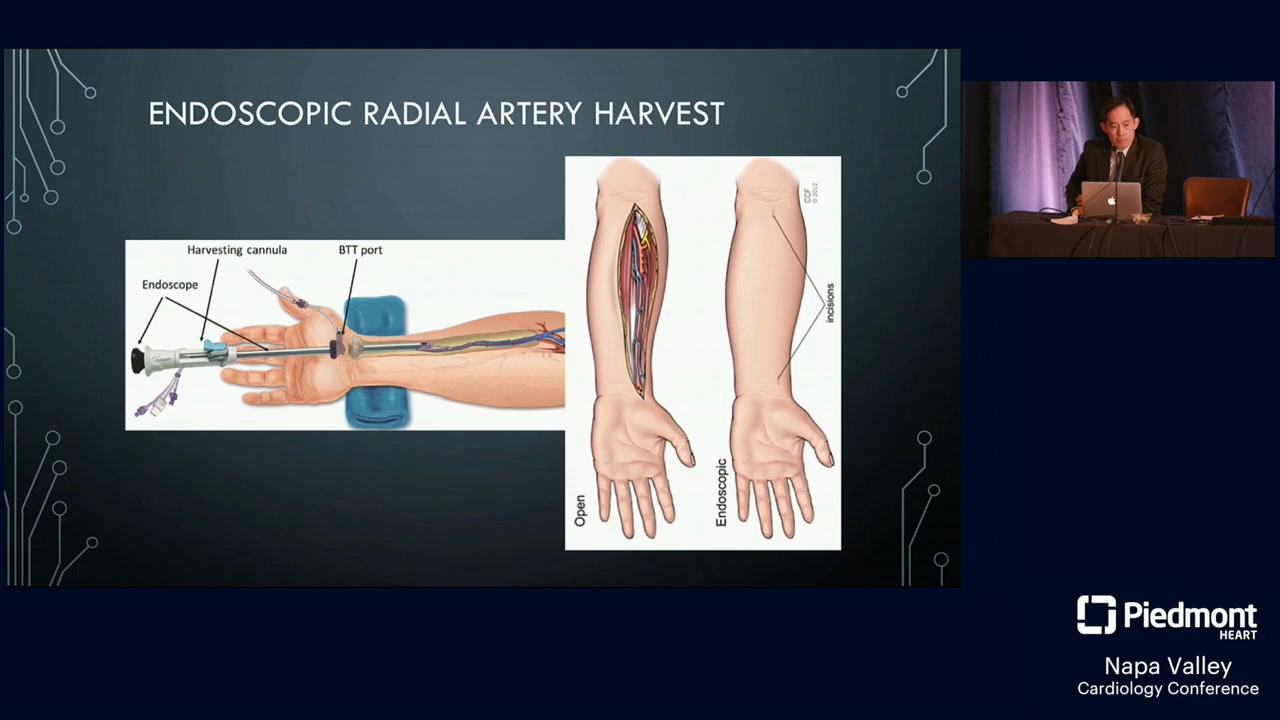 ENDOSCOPIC RADIAL ARTERY HARVEST
Harvesting cannula
BTT port
Endoscope
Open
Endoscopic
incisions
CCF
© 2012
Piedmont
HEART
Napa Valley
Cardiology Conference